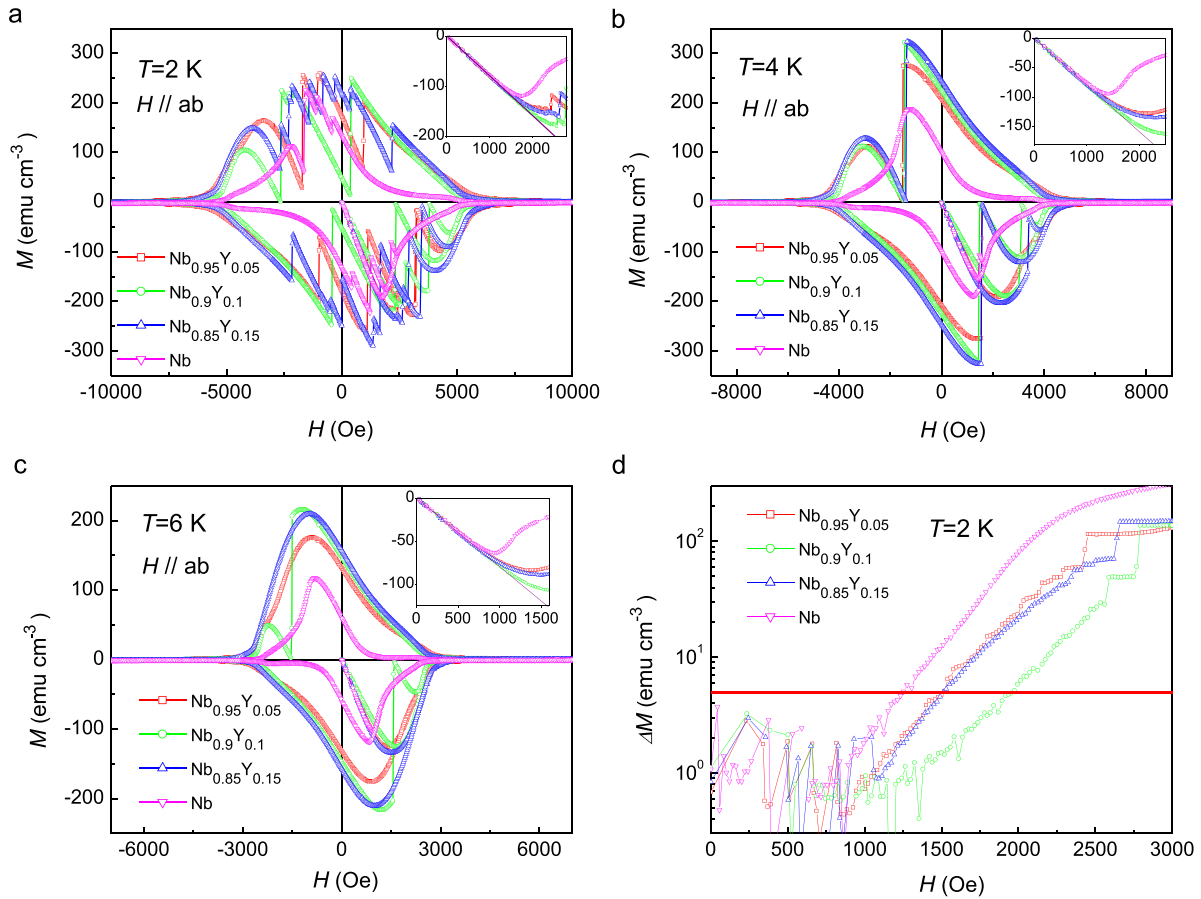 a
T=2 K
H // ab
M (emu cm-3)
300
200
100
0
-100
-200
-300
-10000 -5000 0 5000 10000
H (Oe)
0
-100
-200
0 1000 2000
Nb0.95Y0.05
Nb0.9Y0.1
Nb0.85Y0.15
Nb
b
T=4 K
H // ab
M (emu cm-3 )
300
200
100
0
-100
-200
-300
-8000 -4000 0 4000 8000
H (Oe)
0
-50
-100
-150
0 1000 2000
Nb0.95Y0.05
Nb0.9Y0.1
Nb0.85Y0.15
Nb
c
T=6 K
H // ab
M (emu cm-3 )
200
100
0
-100
-200
-6000 -3000 0 3000 6000
H (Oe)
0
-50
-100
0 500 1000 1500
Nb0.95Y0.05
Nb0.9Y0.1
Nb0.85Y0.15
Nb
d
T=2 K
ΔM (emu cm-3 )
102
101
100
0 500 1000 1500 2000 2500 3000
H (Oe)
Nb0.95Y0.05
Nb0.9Y0.1
Nb0.85Y0.15
Nb